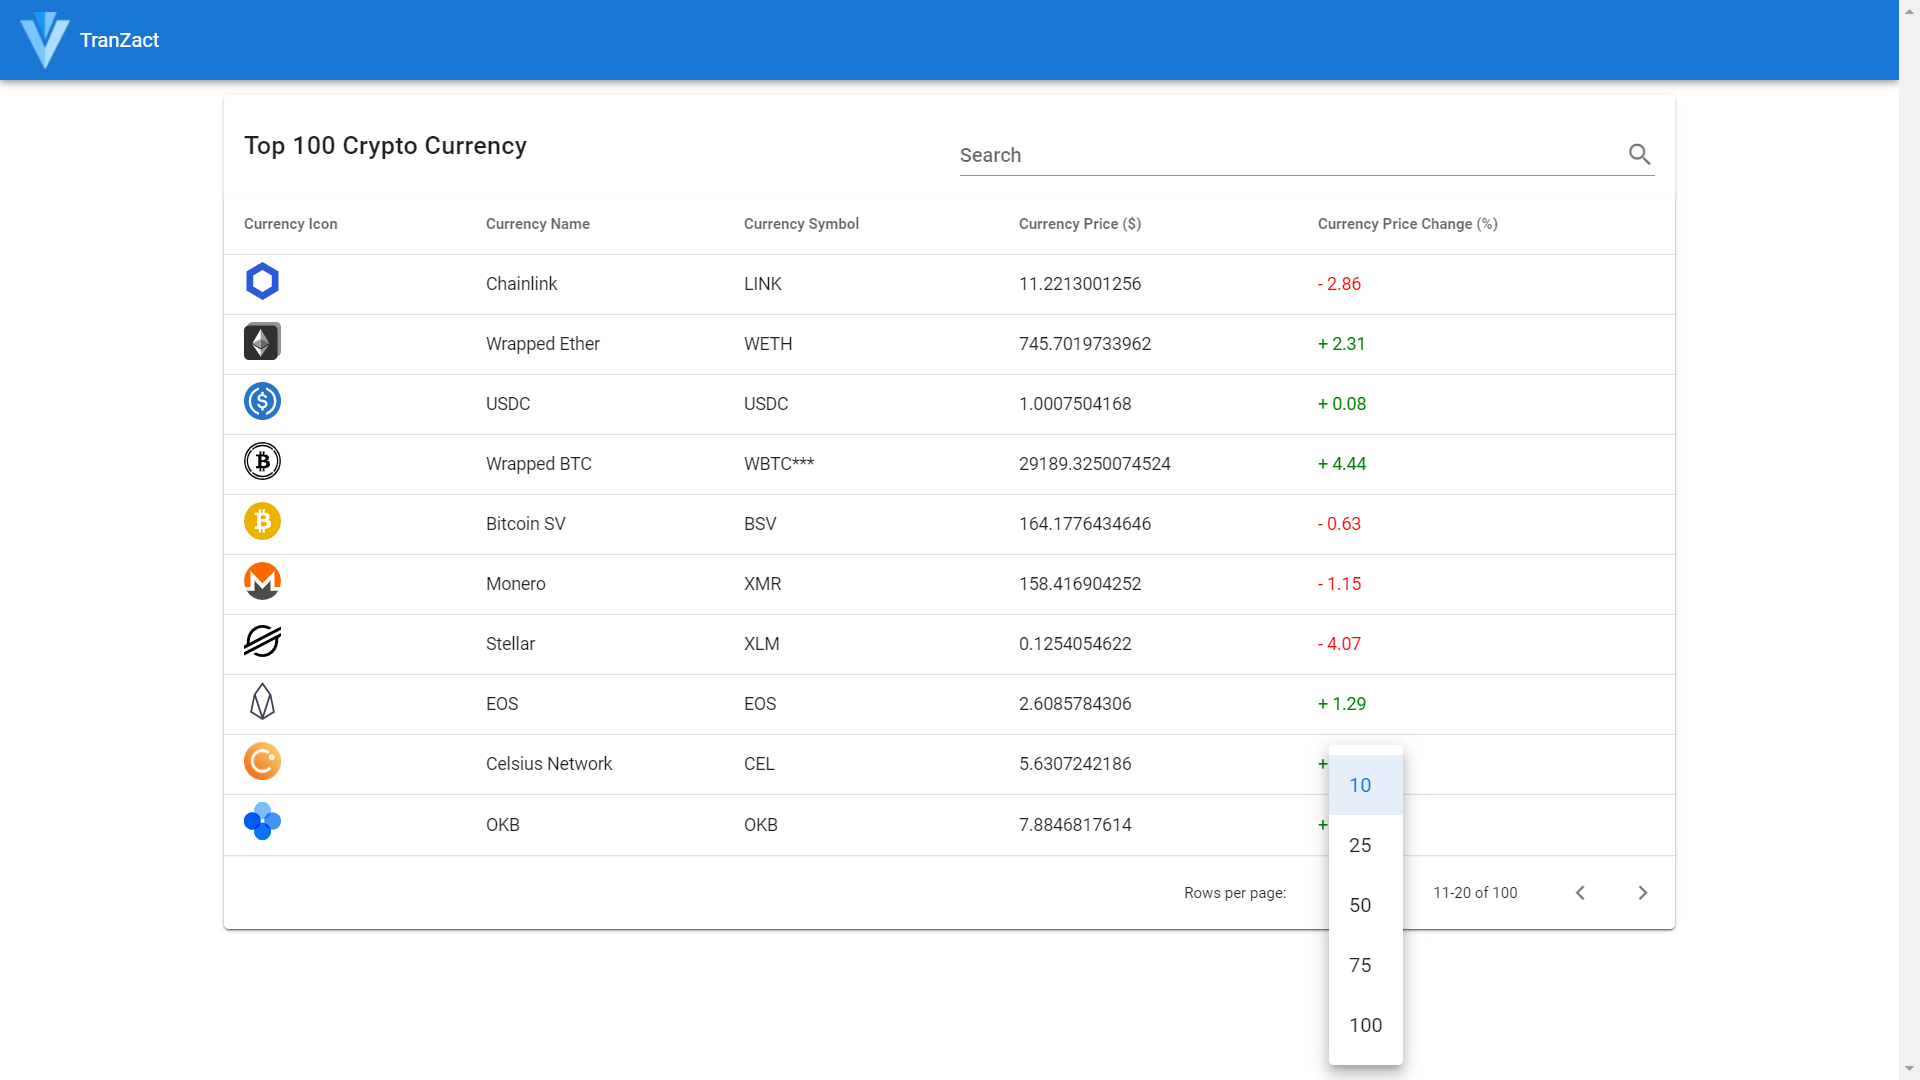 TranZact
Top 100 Crypto Currency
Search
Currency Icon Currency Name Currency Symbol Currency Price ($) Currency Price Change (%)
Chainlink LINK 11.2213001256 - 2.86
Wrapped Ether WETH 745.7019733962 + 2.31
USDC USDC 1.0007504168 + 0.08
Wrapped BTC WBTC*** 29189.3250074524 + 4.44
Bitcoin SV BSV 164.1776434646 - 0.63
Monero XMR 158.416904252 - 1.15
Stellar XLM 0.1254054622 - 4.07
EOS EOS 2.6085784306 + 1.29
Celsius Network CEL 5.6307242186 +
OKB OKB 7.8846817614 +
10
25
50
75
100
Rows per page: 11-20 of 100